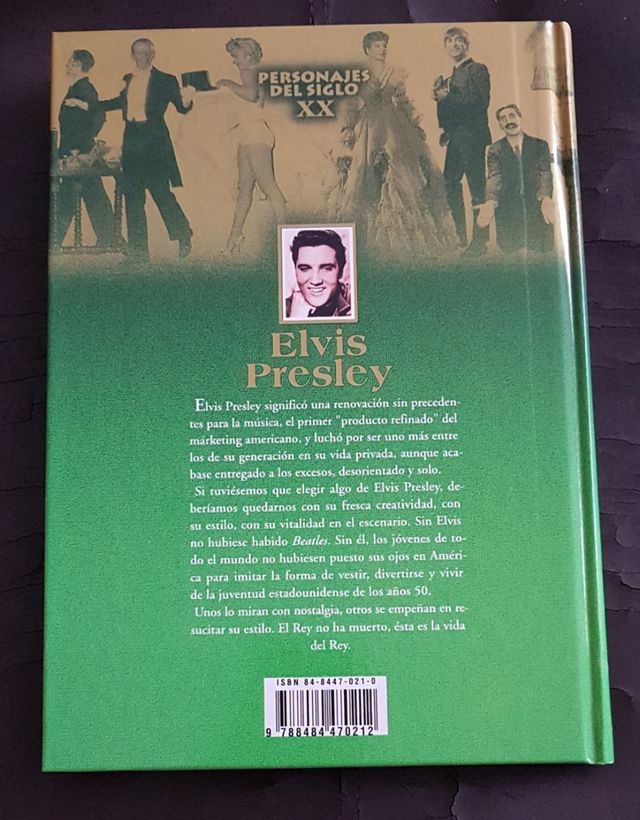 PERSONAJES
DEL SIGLO
XX
Elvis
Presley
Elvis Presley significó una renovación sin preceden-
tes para la música, el primer "producto refinado" del
márketing americano, y luchó por ser uno más entre
los de su generación en su vida privada, aunque aca-
base entregado a los excesos, desorientado y solo.
Si tuviésemos que elegir algo de Elvis Presley, de-
beríamos quedarnos con su fresca creatividad, con
su estilo, con su vitalidad en el escenario. Sin Elvis
no hubiese habido Beatles. Sin él, los jóvenes de to-
do el mundo no hubiesen puesto sus ojos en Améri-
ca para imitar la forma de vestir, divertirse y vivir
de la juventud estadounidense de los años 50.
Unos lo miran con nostalgia, otros se empeñan en re-
sucitar su estilo. El Rey no ha muerto, ésta es la vida
del Rey.
ISBN 84-8447-021-0
9 788484 470212